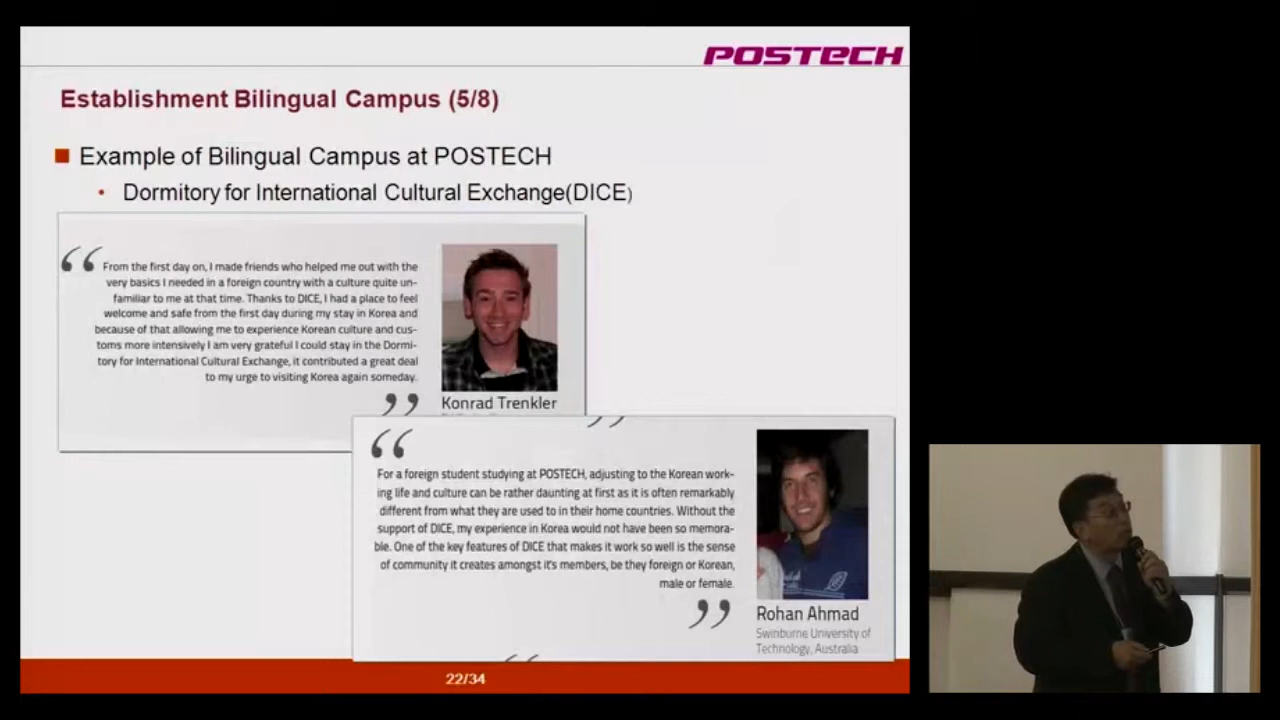 POSTECH
Establishment Bilingual Campus (5/8)
Example of Bilingual Campus at POSTECH
• Dormitory for International Cultural Exchange(DICE)
“
From the first day on, I made friends who helped me out with the
very basics I needed in a foreign country with a culture quite un-
familiar to me at that time. Thanks to DICE, I had a place to feel
welcome and safe from the first day during my stay in Korea and
because of that allowing me to experience Korean culture and cus-
toms more intensively I am very grateful I could stay in the Dormi-
tory for International Cultural Exchange, it contributed a great deal
to my urge to visiting Korea again someday.
”
Konrad Trenkler
“
For a foreign student studying at POSTECH, adjusting to the Korean work-
ing life and culture can be rather daunting at first as it is often remarkably
different from what they are used to in their home countries. Without the
support of DICE, my experience in Korea would not have been so memora-
ble. One of the key features of DICE that makes it work so well is the sense
of community it creates amongst it's members, be they foreign or Korean,
male or female.
”
Rohan Ahmad
Swinburne University of
Technology, Australia
22/34